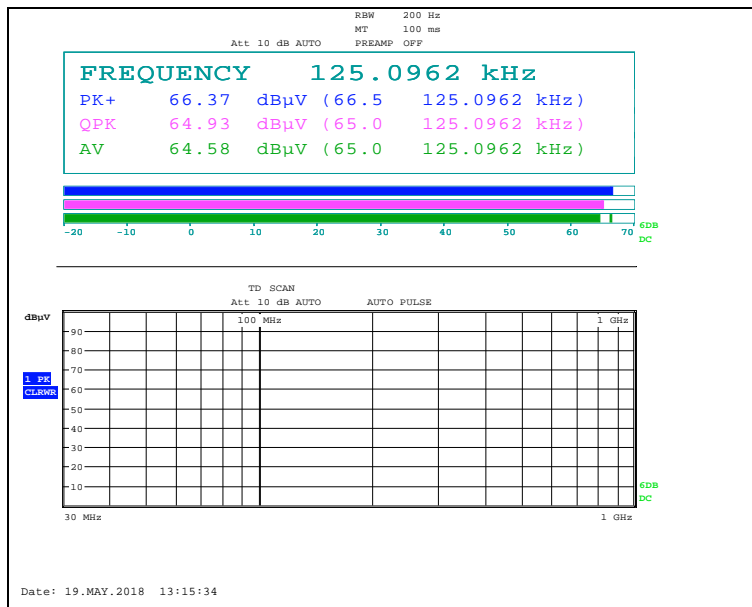 RBW 200 Hz
MT 100 ms
Att 10 dB AUTO PREAMP OFF
FREQUENCY 125.0962 kHz
PK+ 66.37 dBµV (66.5 125.0962 kHz)
QPK 64.93 dBµV (65.0 125.0962 kHz)
AV 64.58 dBµV (65.0 125.0962 kHz)
-20 -10 0 10 20 30 40 50 60 70
6DB
DC
TD SCAN
Att 10 dB AUTO AUTO PULSE
dBµV
100 MHz 1 GHz
90
80
70
1 PK
CLRWR
60
50
40
30
20
10
6DB
DC
30 MHz 1 GHz
Date: 19.MAY.2018 13:15:34